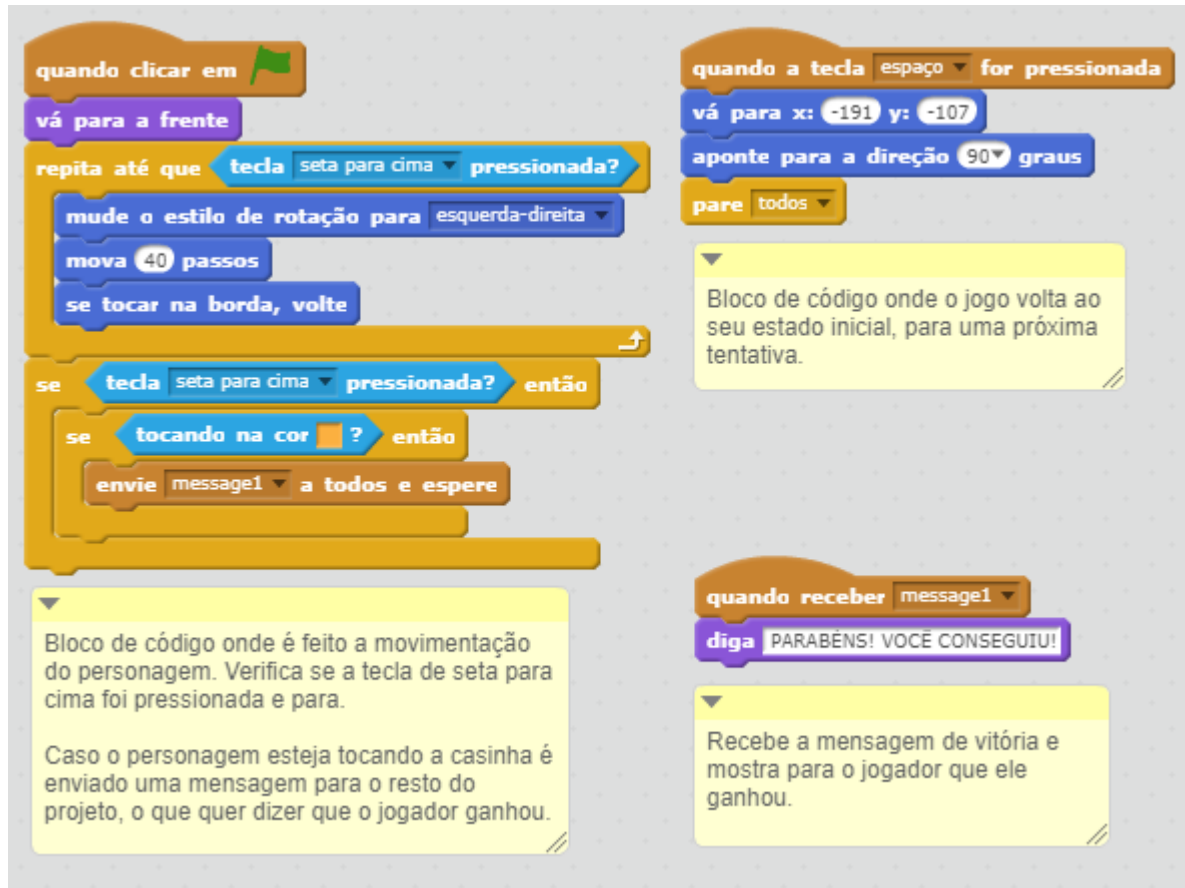 quando clicar em
vá para a frente
repita até que tecla seta para cima pressionada?
mude o estilo de rotação para esquerda-direita
mova 40 passos
se tocar na borda, volte
se tecla seta para cima pressionada? então
se tocando na cor ? então
envie message1 a todos e espere
Bloco de código onde é feito a movimentação
do personagem. Verifica se a tecla de seta para
cima foi pressionada e para.
Caso o personagem esteja tocando a casinha é
enviado uma mensagem para o resto do
projeto, o que quer dizer que o jogador ganhou.
quando a tecla espaço for pressionada
vá para x: -191 y: -107
aponte para a direção 90 graus
pare todos
Bloco de código onde o jogo volta ao
seu estado inicial, para uma próxima
tentativa.
quando receber message1
diga PARABÉNS! VOCÊ CONSEGUIU!
Recebe a mensagem de vitória e
mostra para o jogador que ele
ganhou.